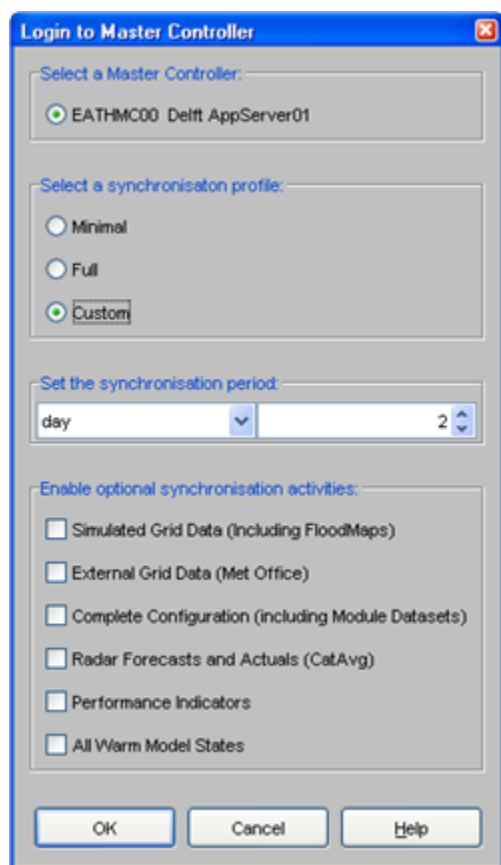 Login to Master Controller
Select a Master Controller:
EATHMC00 Delft AppServer01
Select a synchronisaton profile:
Minimal
Full
Custom
Set the synchronisation period:
day 2
Enable optional synchronisation activities:
Simulated Grid Data (Including FloodMaps)
External Grid Data (Met Office)
Complete Configuration (including Module Datasets)
Radar Forecasts and Actuals (CatAvg)
Performance Indicators
All Warm Model States
OK Cancel Help